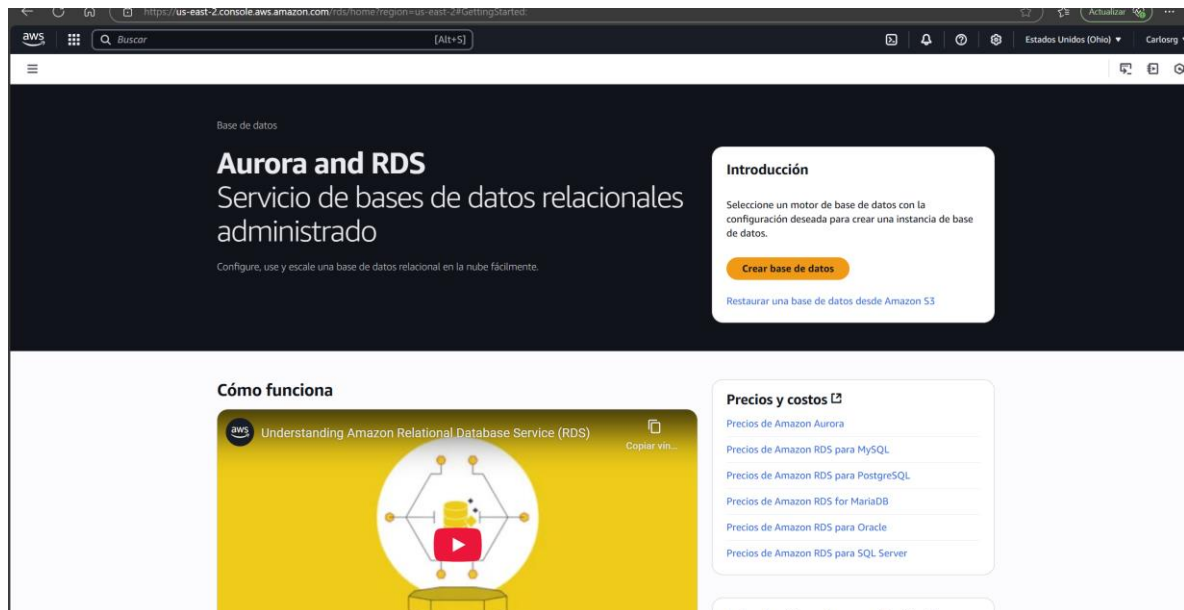 https://us-east-2.console.aws.amazon.com/rds/home?region=us-east-2#GettingStarted:
Actualizar
aws
Buscar
[Alt+S]
Estados Unidos (Ohio)
Carlosrg
Base de datos
Aurora and RDS
Servicio de bases de datos relacionales
administrado
Configure, use y escale una base de datos relacional en la nube fácilmente.
Introducción
Seleccione un motor de base de datos con la
configuración deseada para crear una instancia de base
de datos.
Crear base de datos
Restaurar una base de datos desde Amazon S3
Cómo funciona
aws
Understanding Amazon Relational Database Service (RDS)
Copiar vín...
Precios y costos
Precios de Amazon Aurora
Precios de Amazon RDS para MySQL
Precios de Amazon RDS para PostgreSQL
Precios de Amazon RDS for MariaDB
Precios de Amazon RDS para Oracle
Precios de Amazon RDS para SQL Server